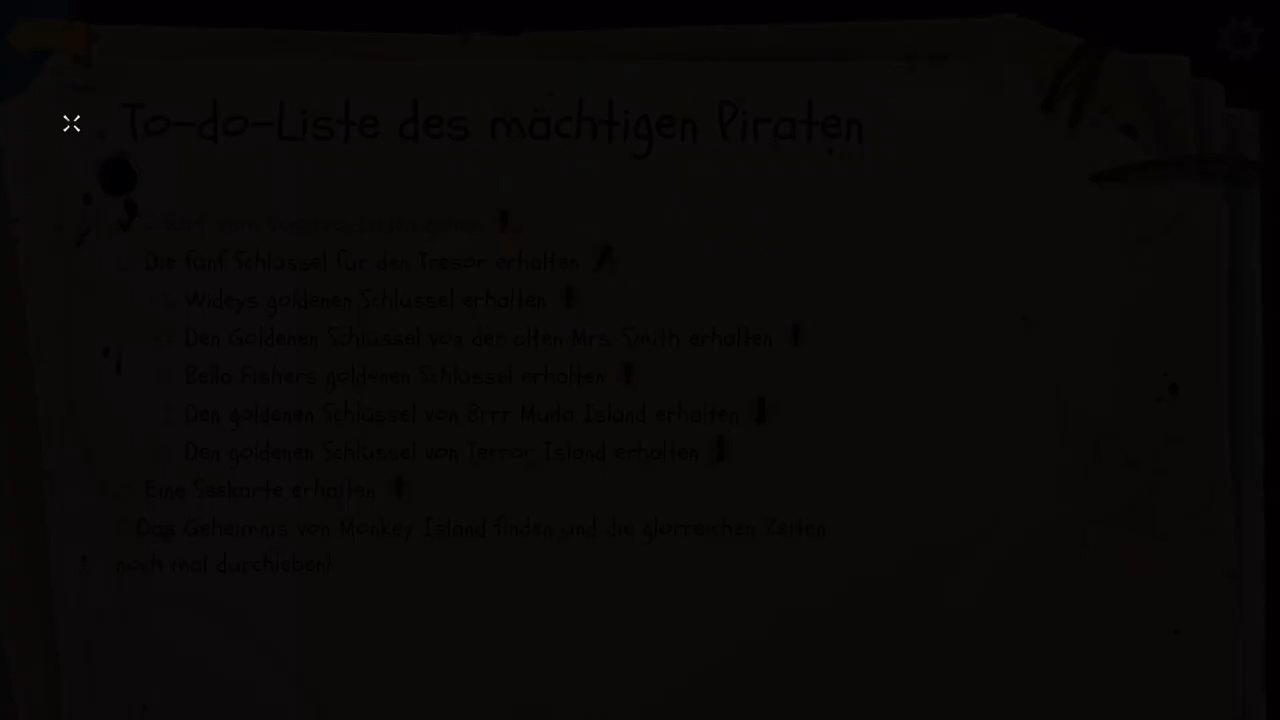 To-do-Liste des mächtigen Piraten
Laden gehen
Die fünf Schlüssel für den Tresor erhalten
Wideys goldenen Schlüssel erhalten
Den Goldenen Schlüssel von der alten Mrs. Smith erhalten
Bella Fishers goldenen Schlüssel erhalten
Den goldenen Schlüssel von Brrr Muda Island erhalten
Den goldenen Schlüssel von Terror Island erhalten
Eine Seekarte erhalten
Das Geheimnis von Monkey Island finden und die glorreichen Zeiten
noch mal durchleben!